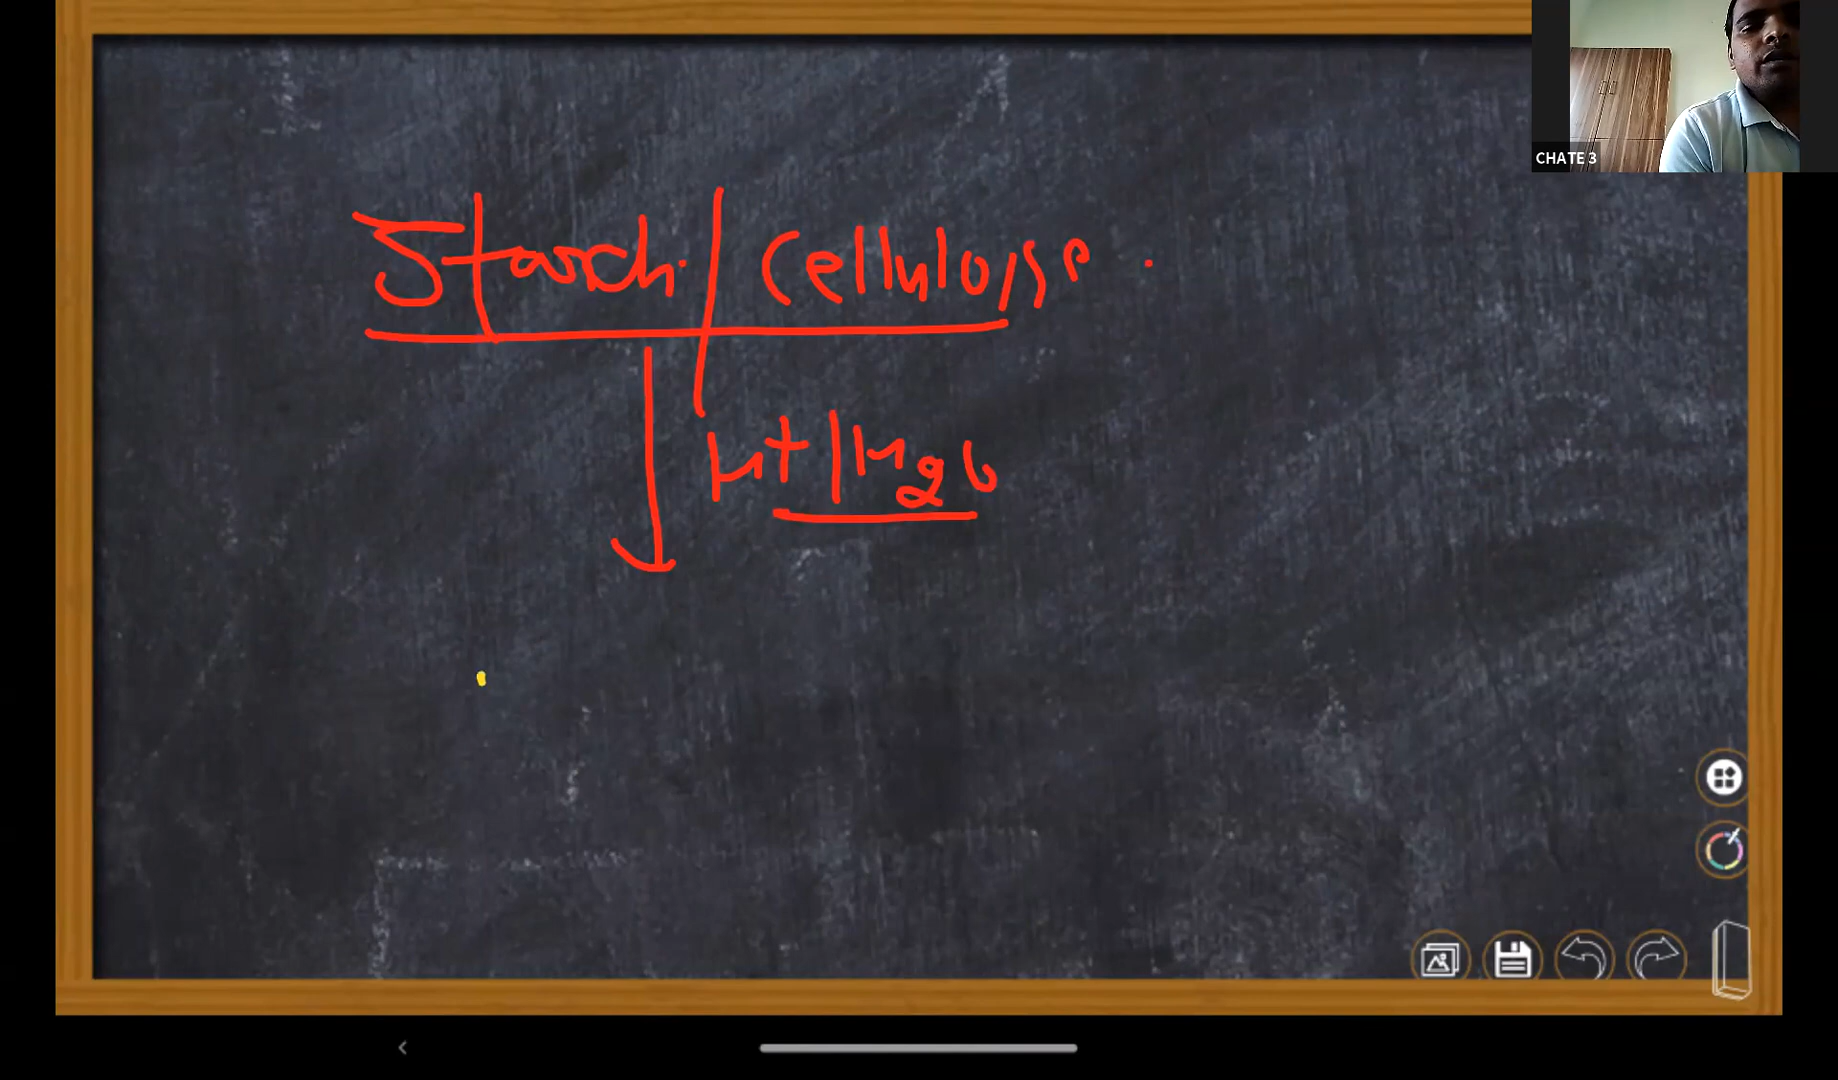 CHATE 3
Starch / Cellulose.
H+ | H2O